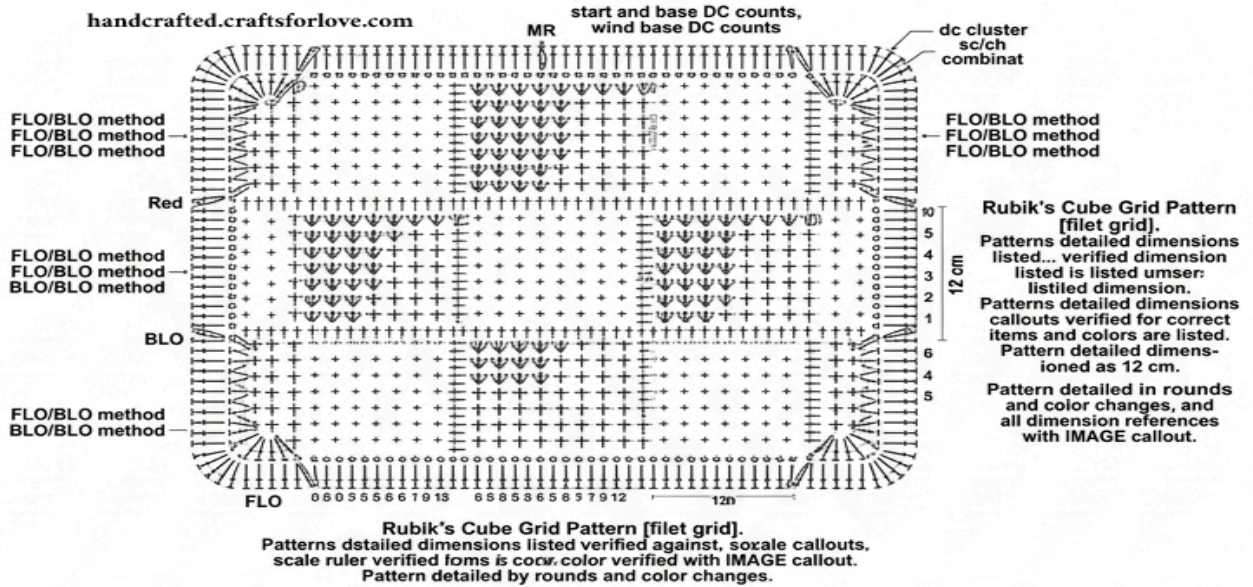 handcrafted.craftsforlove.com
start and base DC counts,
wind base DC counts
MR
dc cluster
sc/ch
combinat
FLO/BLO method
FLO/BLO method
FLO/BLO method
FLO/BLO method
FLO/BLO method
FLO/BLO method
Red
FLO/BLO method
FLO/BLO method
BLO/BLO method
5
4
3
2
1
12 cm
Rubik's Cube Grid Pattern
[filet grid].
Patterns detailed dimensions
listed... verified dimension
listed is listed umser:
listiled dimension.
Patterns detailed dimensions
callouts verified for correct
items and colors are listed.
Pattern detailed dimens-
ioned as 12 cm.
Pattern detailed in rounds
and color changes, and
all dimension references
with IMAGE callout.
BLO
6
4
FLO/BLO method
BLO/BLO method
FLO
Rubik's Cube Grid Pattern [filet grid].
Patterns dstailed dimensions listed verified against, soxale callouts,
scale ruler verified foms is color verified with IMAGE callout.
Pattern detailed by rounds and color changes.